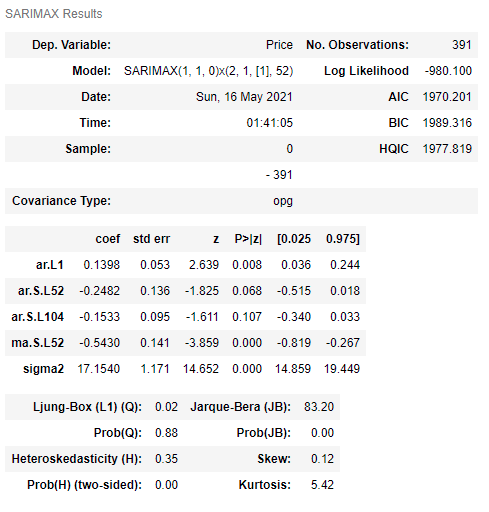 SARIMAX Results
Dep. Variable: Price No. Observations: 391
Model: SARIMAX(1, 1, 0)x(2, 1, [1], 52) Log Likelihood -980.100
Date: Sun, 16 May 2021 AIC 1970.201
Time: 01:41:05 BIC 1989.316
Sample: 0 HQIC 1977.819
- 391
Covariance Type: opg
coef std err z P>|z| [0.025 0.975]
ar.L1 0.1398 0.053 2.639 0.008 0.036 0.244
ar.S.L52 -0.2482 0.136 -1.825 0.068 -0.515 0.018
ar.S.L104 -0.1533 0.095 -1.611 0.107 -0.340 0.033
ma.S.L52 -0.5430 0.141 -3.859 0.000 -0.819 -0.267
sigma2 17.1540 1.171 14.652 0.000 14.859 19.449
Ljung-Box (L1) (Q): 0.02 Jarque-Bera (JB): 83.20
Prob(Q): 0.88 Prob(JB): 0.00
Heteroskedasticity (H): 0.35 Skew: 0.12
Prob(H) (two-sided): 0.00 Kurtosis: 5.42